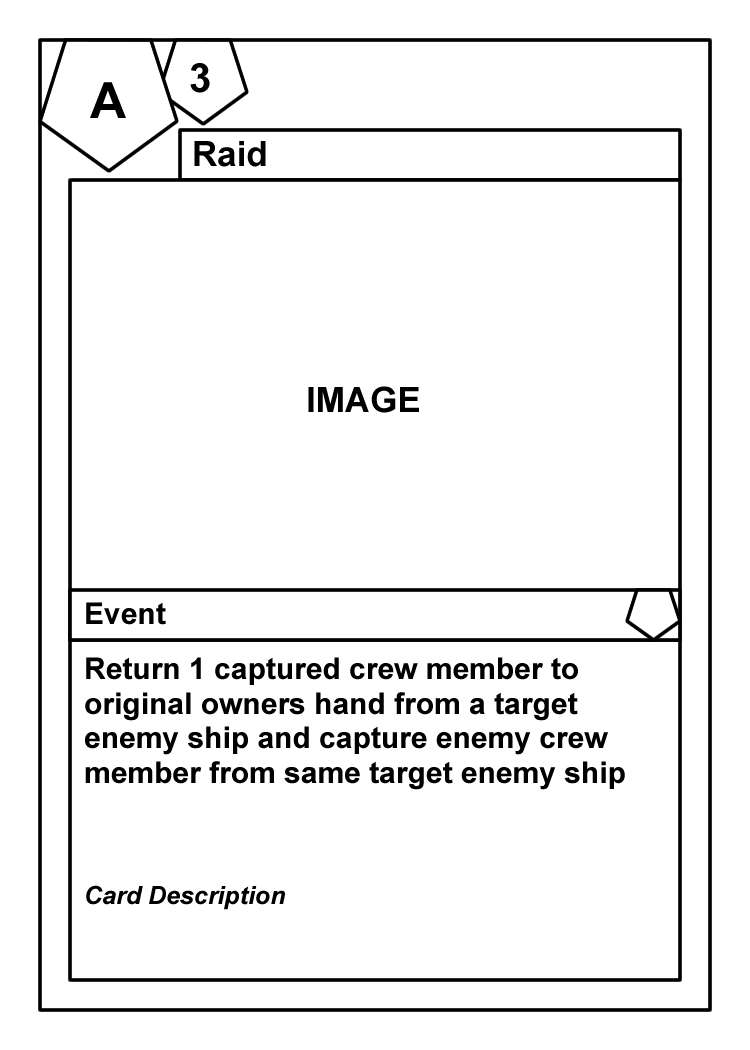 A
3
Raid
IMAGE
Event
Return 1 captured crew member to
original owners hand from a target
enemy ship and capture enemy crew
member from same target enemy ship
Card Description